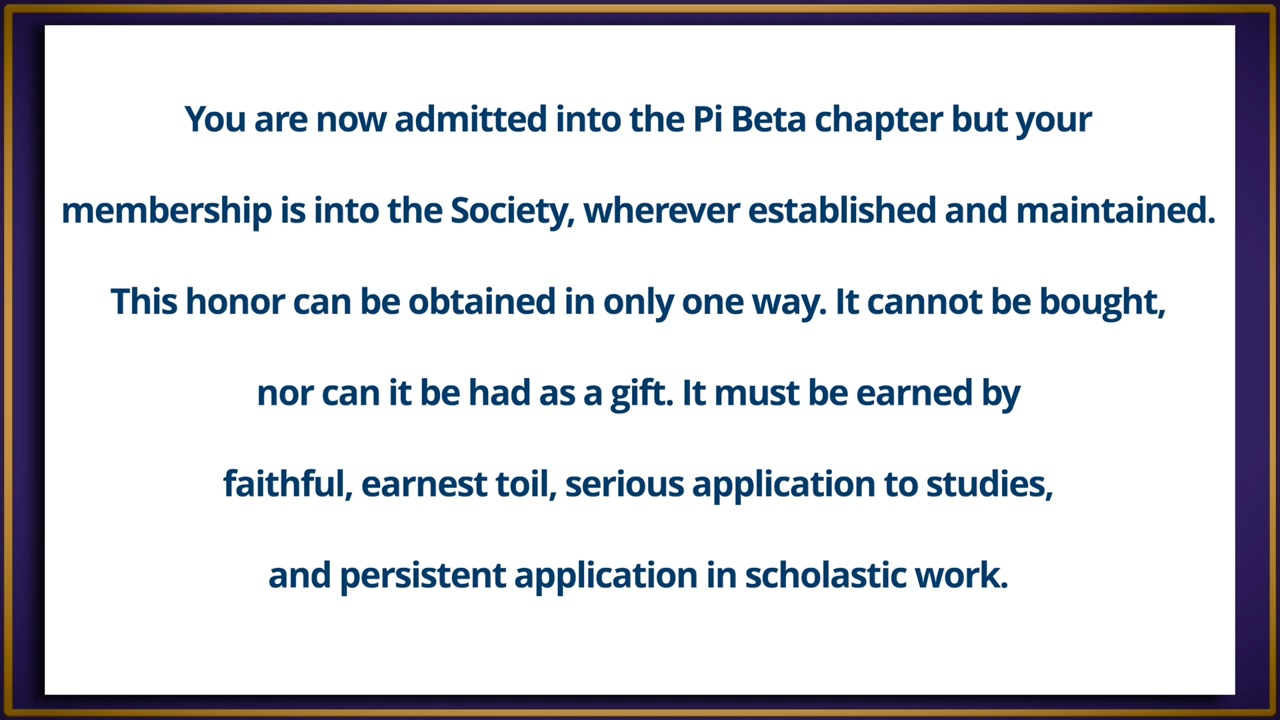 You are now admitted into the Pi Beta chapter but your
membership is into the Society, wherever established and maintained.
This honor can be obtained in only one way. It cannot be bought,
nor can it be had as a gift. It must be earned by
faithful, earnest toil, serious application to studies,
and persistent application in scholastic work.